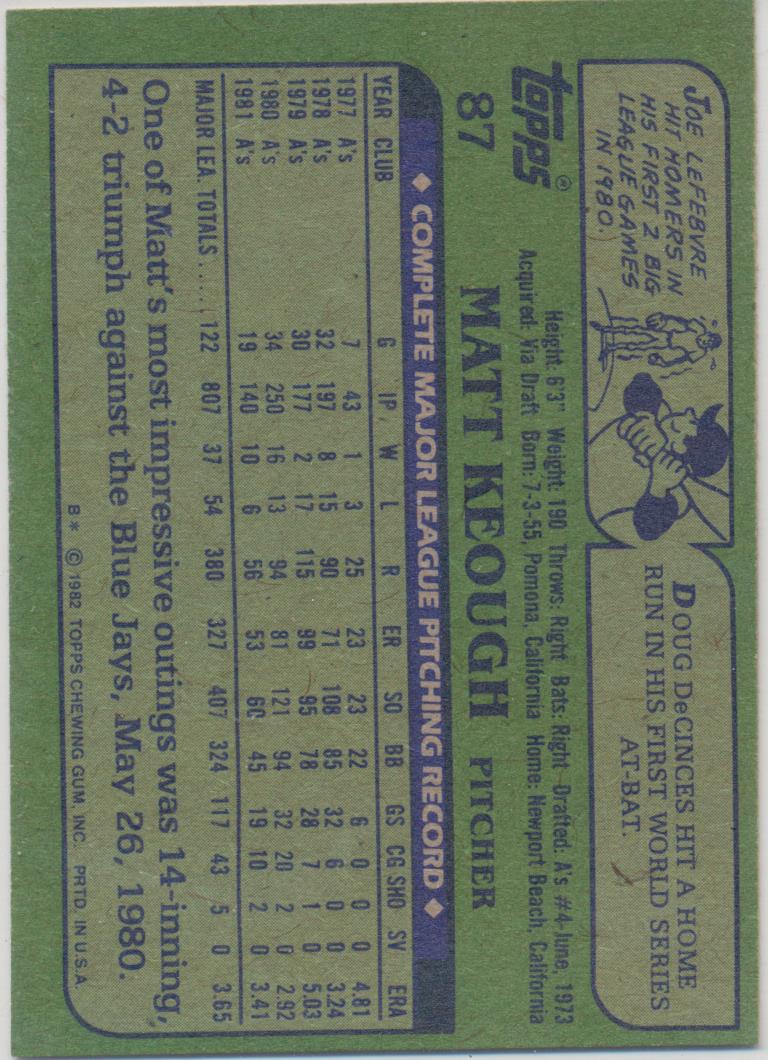 JOE LEFEBVRE
HIT HOMERS IN
HIS FIRST 2 BIG
LEAGUE GAMES
IN 1980.
DOUG DeCINCES HIT A HOME
RUN IN HIS FIRST WORLD SERIES
AT-BAT.
topps®
87
Height: 6'3" Weight: 190 Throws: Right Bats: Right Drafted: A's #4-June, 1973
Acquired: Via Draft Born: 7-3-55, Pomona, California Home: Newport Beach, California
MATT KEOUGH PITCHER
◆ COMPLETE MAJOR LEAGUE PITCHING RECORD ◆
YEAR CLUB G IP W L R ER SO BB GS CG SHO SV ERA
1977 A's 7 43 1 3 25 23 23 22 6 0 0 0 4.81
1978 A's 32 197 8 15 90 71 108 85 32 6 0 0 3.24
1979 A's 30 177 2 17 115 99 95 78 28 7 1 0 5.03
1980 A's 34 250 16 13 94 81 121 94 32 20 2 0 2.92
1981 A's 19 140 10 6 56 53 60 45 19 10 2 0 3.41
MAJOR LEA. TOTALS ..... 122 807 37 54 380 327 407 324 117 43 5 0 3.65
One of Matt's most impressive outings was 14-inning,
4-2 triumph against the Blue Jays, May 26, 1980.
B* © 1982 TOPPS CHEWING GUM, INC. PRTD. IN U.S.A.